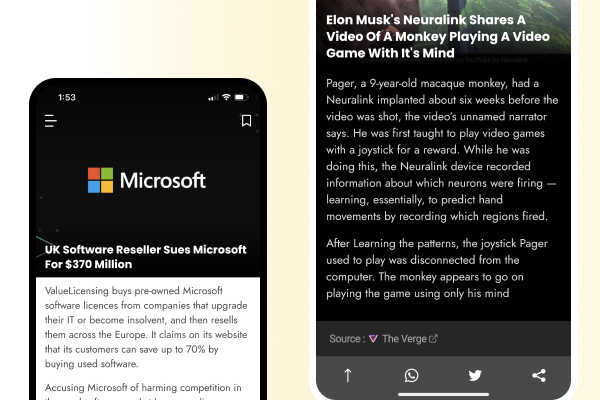 1:53
Microsoft
UK Software Reseller Sues Microsoft
For $370 Million
ValueLicensing buys pre-owned Microsoft
software licences from companies that upgrade
their IT or become insolvent, and then resells
them across the Europe. It claims on its website
that its customers can save up to 70% by
buying used software.
Accusing Microsoft of harming competition in
Elon Musk's Neuralink Shares A
Video Of A Monkey Playing A Video
Game With It's Mind
Pager, a 9-year-old macaque monkey, had a
Neuralink implanted about six weeks before the
video was shot, the video's unnamed narrator
says. He was first taught to play video games
with a joystick for a reward. While he was
doing this, the Neuralink device recorded
information about which neurons were firing —
learning, essentially, to predict hand
movements by recording which regions fired.
After Learning the patterns, the joystick Pager
used to play was disconnected from the
computer. The monkey appears to go on
playing the game using only his mind
Source : The Verge